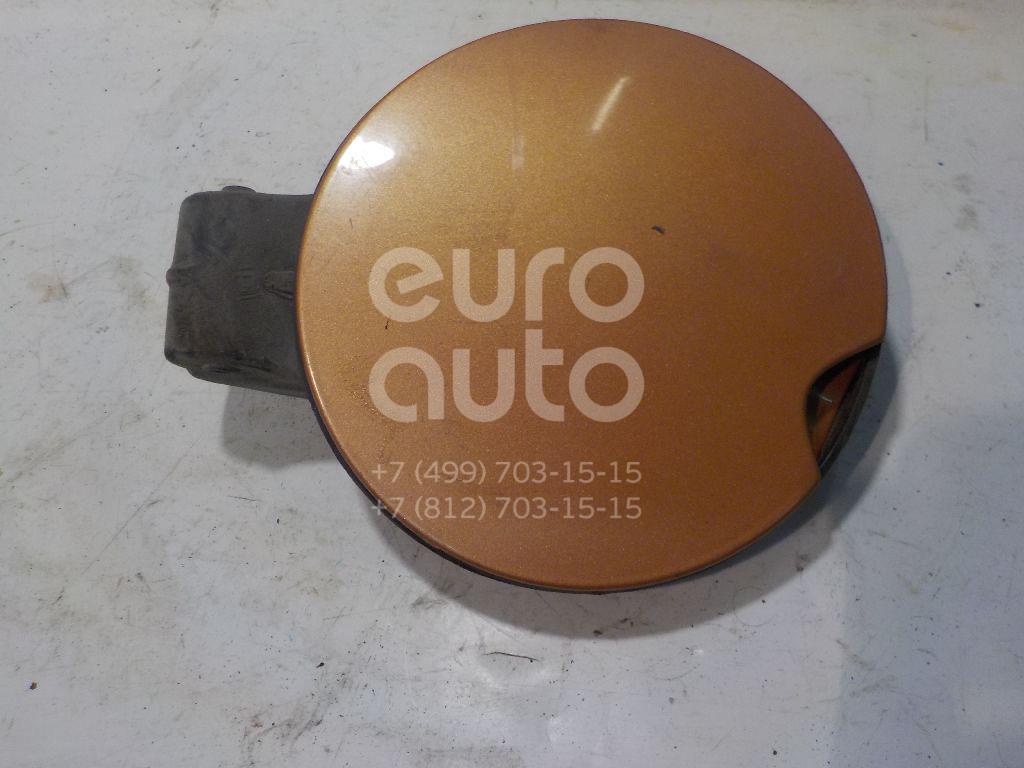 euro
auto
+7 (499) 703-15-15
+7 (812) 703-15-15